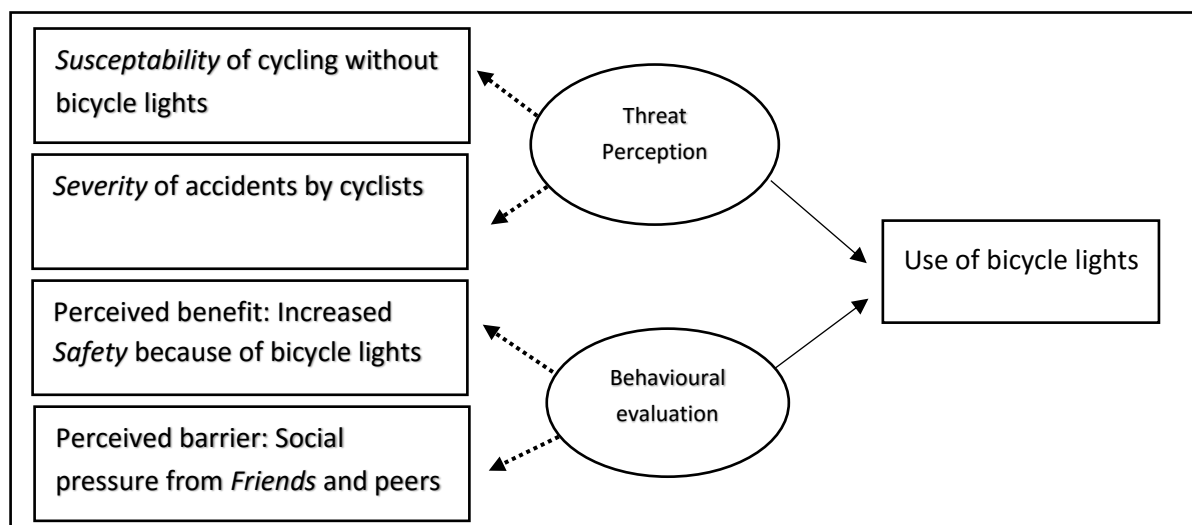 Susceptability of cycling without
bicycle lights
Severity of accidents by cyclists
Perceived benefit: Increased
Safety because of bicycle lights
Perceived barrier: Social
pressure from Friends and peers
Threat
Perception
Behavioural
evaluation
Use of bicycle lights